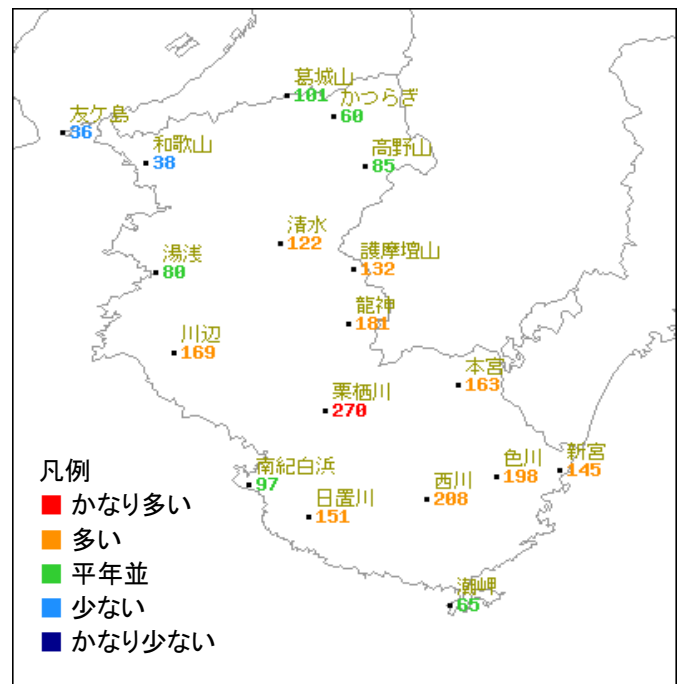 葛城山
101
かつらぎ
60
友ケ島
36
和歌山
38
高野山
85
清水
122
護摩壇山
132
湯浅
80
龍神
181
川辺
169
本宮
163
栗栖川
270
南紀白浜
97
日置川
151
西川
208
色川
198
新宮
145
潮岬
65
凡例
かなり多い
多い
平年並
少ない
かなり少ない